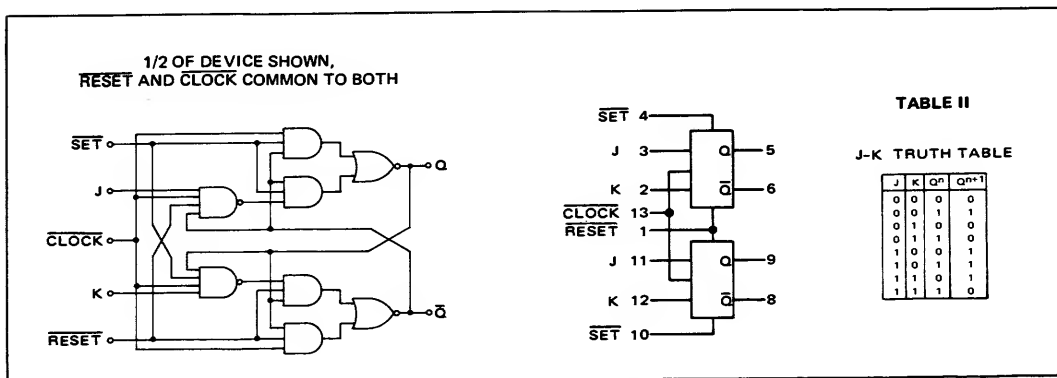 1/2 OF DEVICE SHOWN,
RESET AND CLOCK COMMON TO BOTH
SET
J
CLOCK
K
RESET
Q
Q
SET 4
J 3
K 2
CLOCK 13
RESET 1
J 11
K 12
SET 10
Q 5
Q 6
Q 9
Q 8
TABLE II
J-K TRUTH TABLE
J K Qn Qn+1
0 0 0 0
0 0 1 1
0 1 0 0
0 1 1 0
1 0 0 1
1 0 1 1
1 1 0 1
1 1 1 0